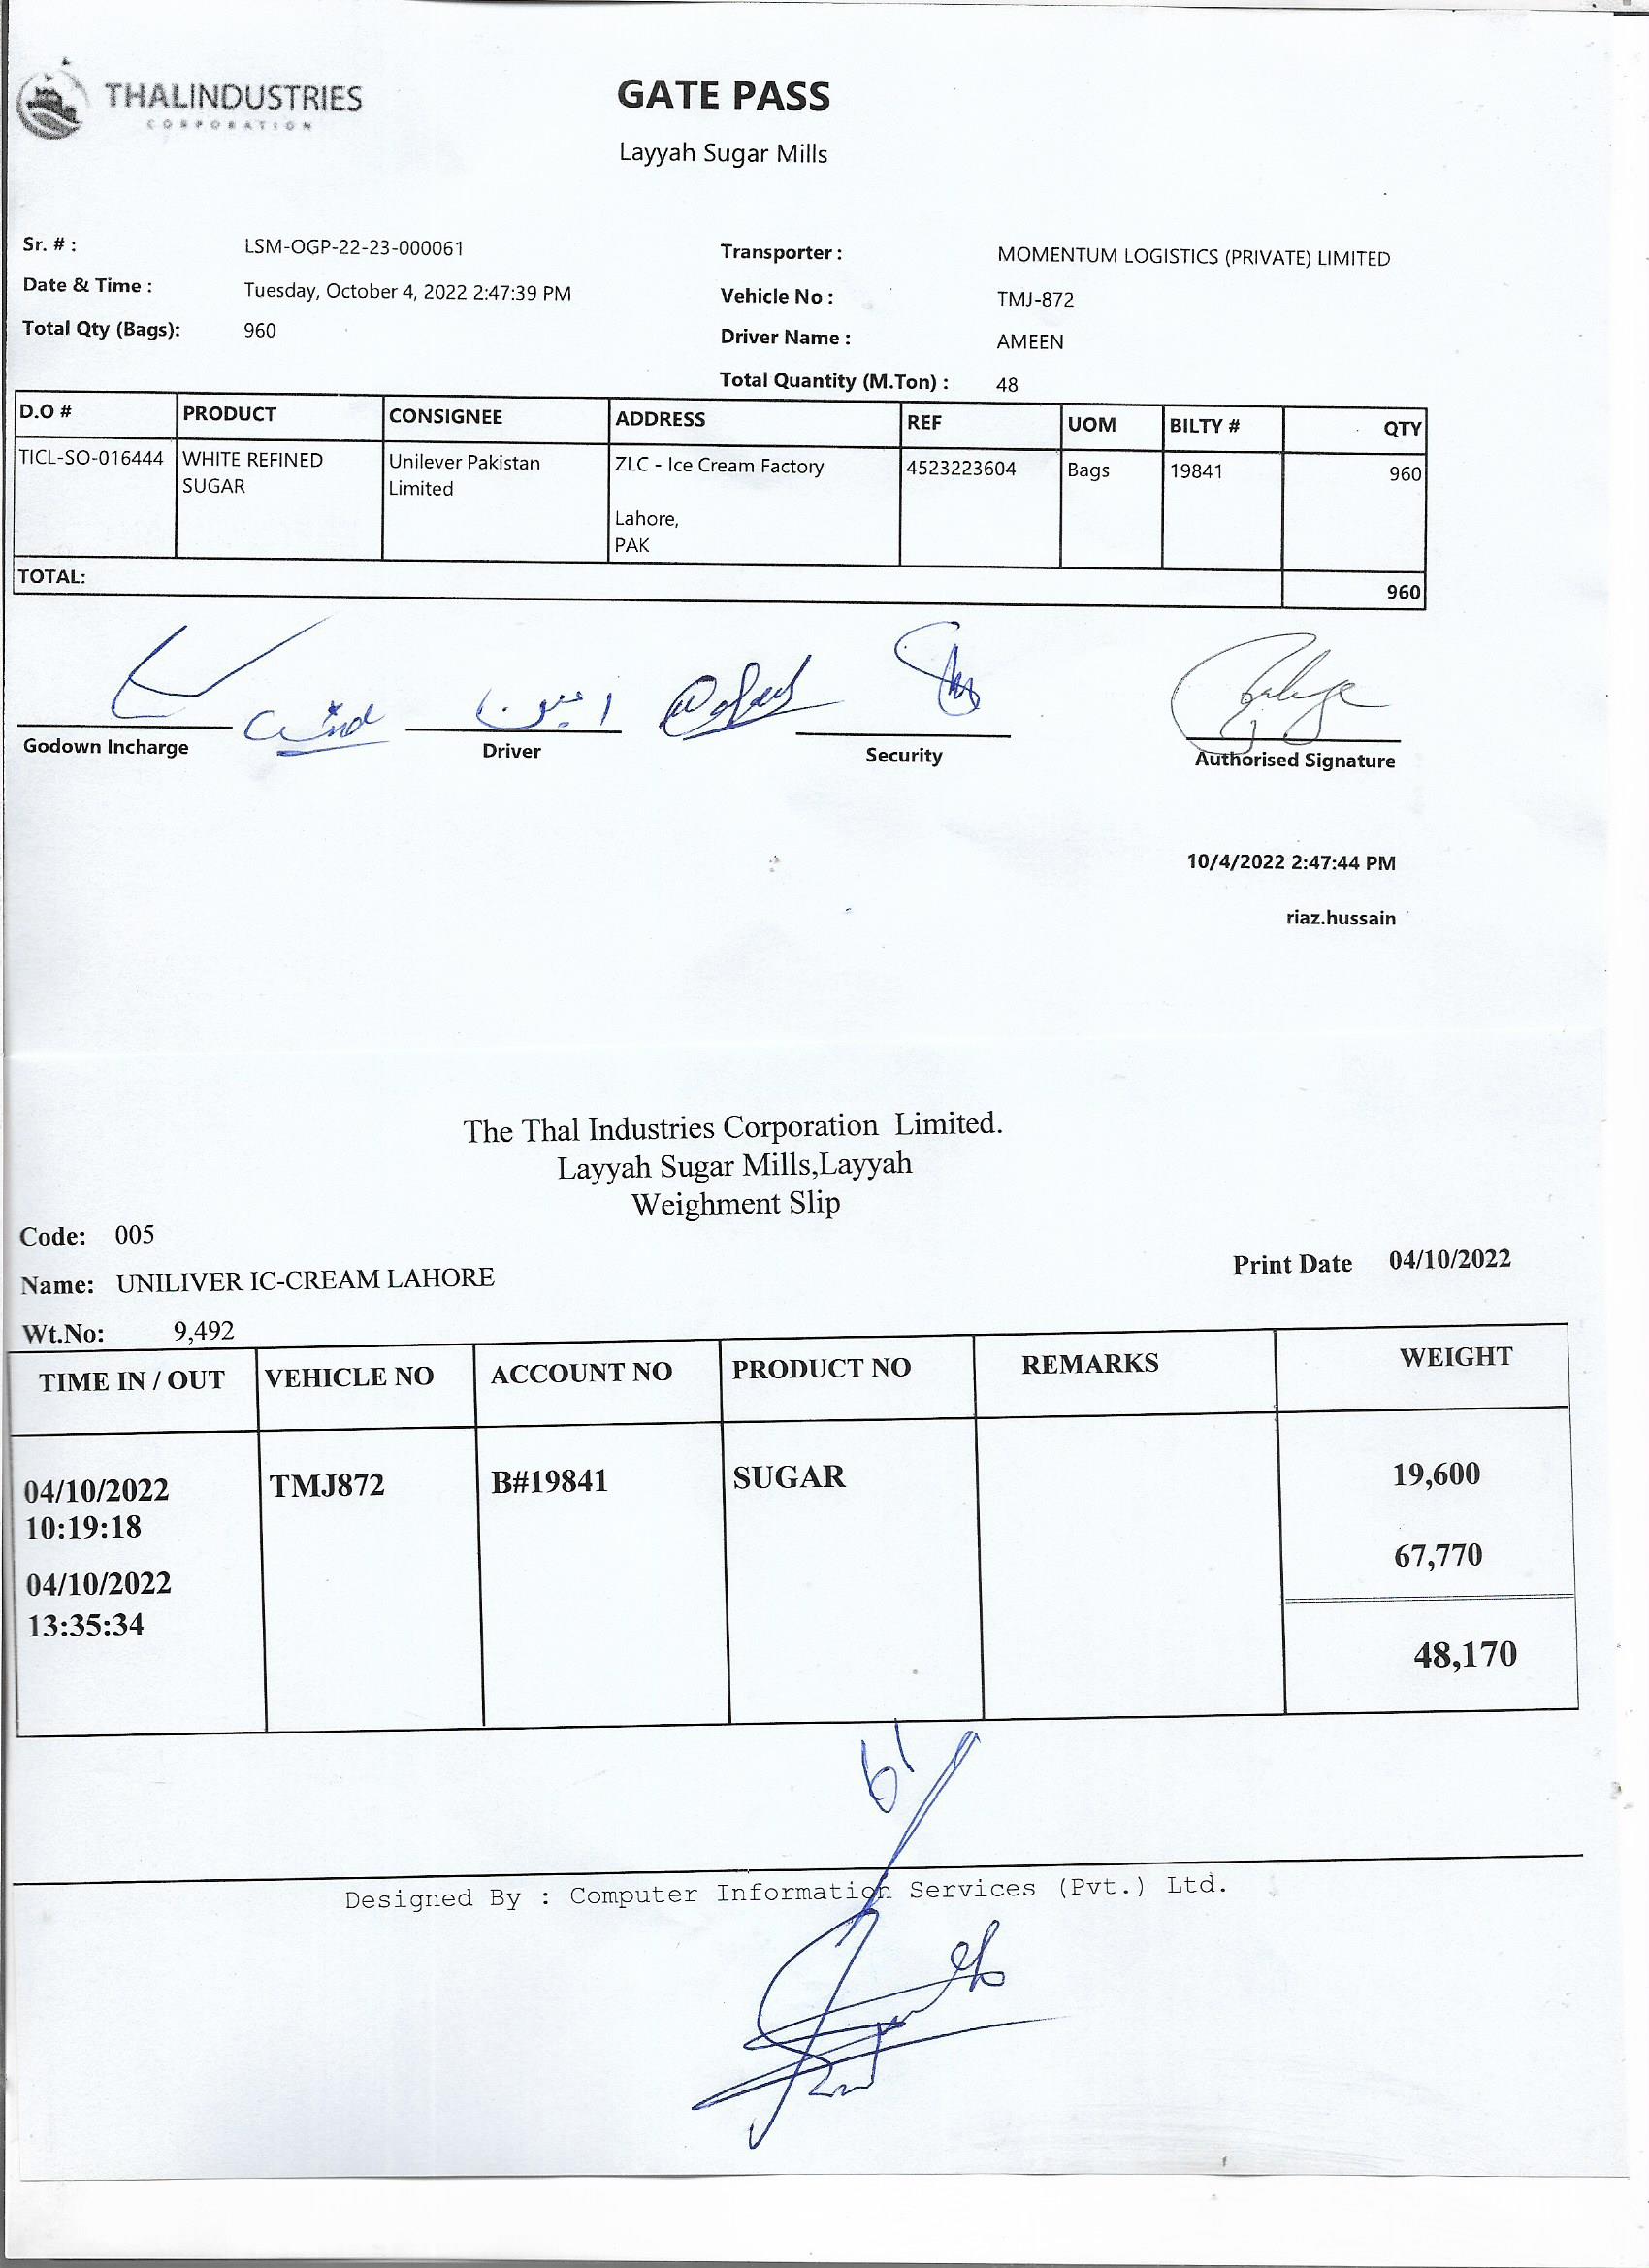 THALINDUSTRIES
CORPORATION
GATE PASS
Layyah Sugar Mills
Sr. # : LSM-OGP-22-23-000061
Transporter : MOMENTUM LOGISTICS (PRIVATE) LIMITED
Date & Time : Tuesday, October 4, 2022 2:47:39 PM
Vehicle No : TMJ-872
Total Qty (Bags): 960
Driver Name : AMEEN
Total Quantity (M.Ton) : 48
D.O # PRODUCT CONSIGNEE ADDRESS REF UOM BILTY # QTY
TICL-SO-016444 WHITE REFINED Unilever Pakistan ZLC - Ice Cream Factory 4523223604 Bags 19841 960
SUGAR Limited
Lahore,
PAK
TOTAL: 960
امین
Godown Incharge Driver Security Authorised Signature
10/4/2022 2:47:44 PM
riaz.hussain
The Thal Industries Corporation Limited.
Layyah Sugar Mills,Layyah
Weighment Slip
Code: 005
Name: UNILIVER IC-CREAM LAHORE
Print Date 04/10/2022
Wt.No: 9,492
TIME IN / OUT VEHICLE NO ACCOUNT NO PRODUCT NO REMARKS WEIGHT
04/10/2022 TMJ872 B#19841 SUGAR 19,600
10:19:18
04/10/2022 67,770
13:35:34
48,170
Designed By : Computer Information Services (Pvt.) Ltd.